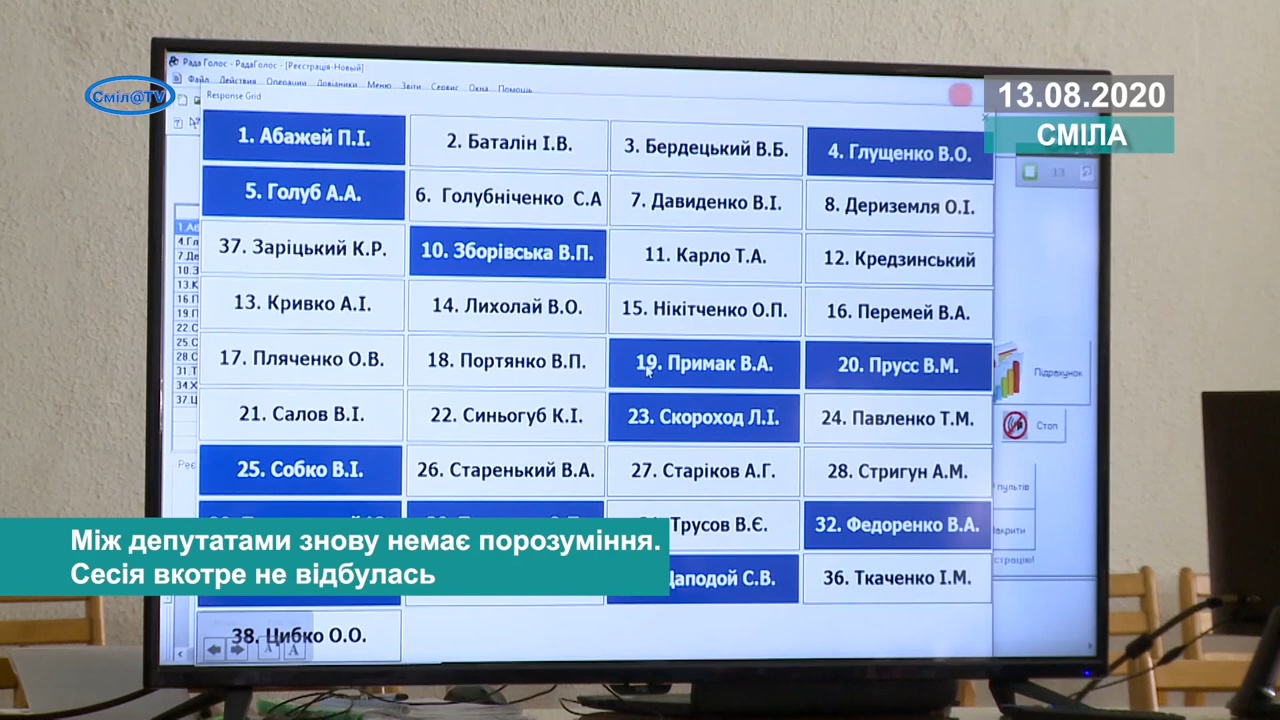 Рада Голос - РадаГолос - [Реєстрація-Новый]
Файл Действия Операции Довідники Меню Звіти Сервис Окна Помощь
Response Grid
Сміл@TV
13.08.2020
СМІЛА
1. Абажей П.І.
2. Баталін І.В.
3. Бердецький В.Б.
4. Глущенко В.О.
5. Голуб А.А.
6. Голубніченко С.А
7. Давиденко В.І.
8. Дериземля О.І.
37. Заріцький К.Р.
10. Зборівська В.П.
11. Карло Т.А.
12. Кредзинський
13. Кривко А.І.
14. Лихолай В.О.
15. Нікітченко О.П.
16. Перемей В.А.
17. Пляченко О.В.
18. Портянко В.П.
19. Примак В.А.
20. Прусс В.М.
21. Салов В.І.
22. Синьогуб К.І.
23. Скороход Л.І.
24. Павленко Т.М.
25. Собко В.І.
26. Старенький В.А.
27. Старіков А.Г.
28. Стригун А.М.
Трусов В.Є.
32. Федоренко В.А.
Цаподой С.В.
36. Ткаченко І.М.
38. Цибко О.О.
13
Підрахунок
Стоп
пультів
Між депутатами знову немає порозуміння.
Сесія вкотре не відбулась